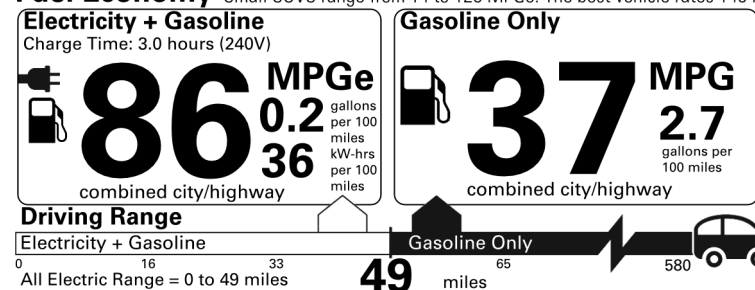 Electricity + Gasoline
Charge Time: 3.0 hours (240V)
86
MPGe
0.2
gallons
per 100
miles
36
kW-hrs
per 100
miles
combined city/highway
Gasoline Only
37
MPG
2.7
gallons per
100 miles
combined city/highway
Driving Range
Electricity + Gasoline
Gasoline Only
0 16 33 49 miles 65 580
All Electric Range = 0 to 49 miles